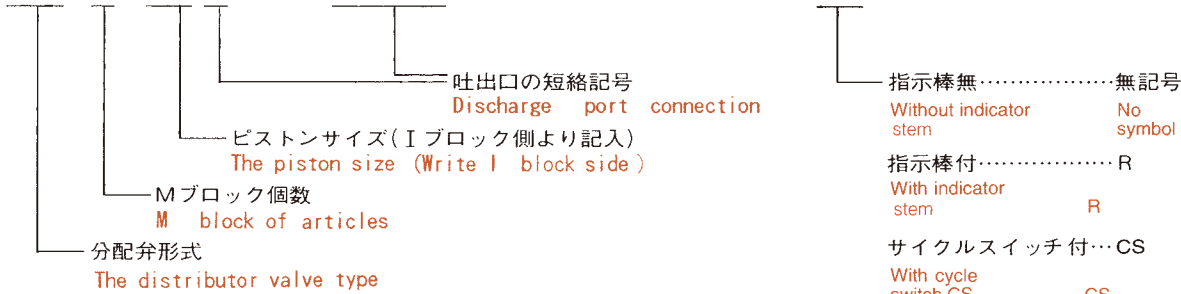 吐出口の短絡記号
Discharge port connection
ピストンサイズ(Iブロック側より記入)
The piston size (Write I block side)
Mブロック個数
M block of articles
分配弁形式
The distributor valve type
指示棒無………………無記号
Without indicator No
stem symbol
指示棒付………………R
With indicator
stem R
サイクルスイッチ付…CS
With cycle
switch CS CS